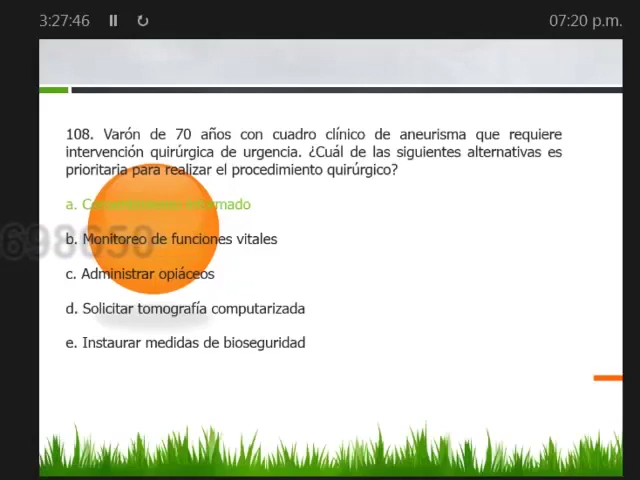 3:27:46
07:20 p.m.
108. Varón de 70 años con cuadro clínico de aneurisma que requiere
intervención quirúrgica de urgencia. ¿Cuál de las siguientes alternativas es
prioritaria para realizar el procedimiento quirúrgico?
a. Consentimiento informado
b. Monitoreo de funciones vitales
c. Administrar opiáceos
d. Solicitar tomografía computarizada
e. Instaurar medidas de bioseguridad